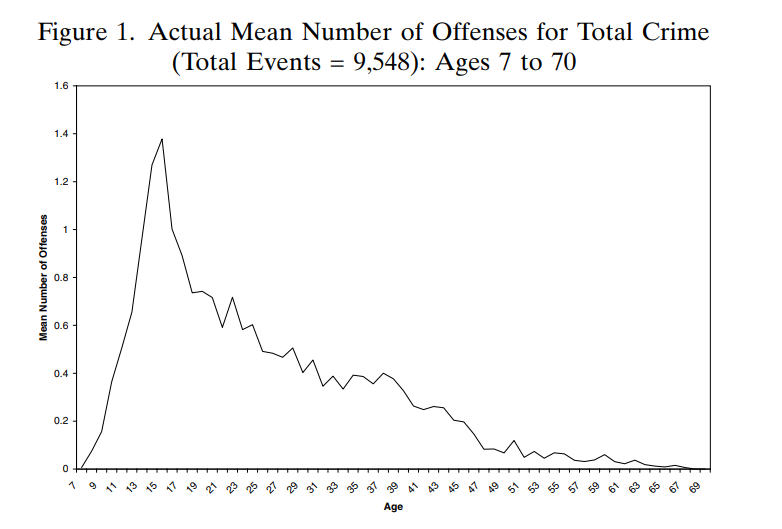 Figure 1. Actual Mean Number of Offenses for Total Crime
(Total Events = 9,548): Ages 7 to 70
1.6
1.4
1.2
1
0.8
0.6
0.4
0.2
0
Mean Number of Offenses
7 9 11 13 15 17 19 21 23 25 27 29 31 33 35 37 39 41 43 45 47 49 51 53 55 57 59 61 63 65 67 69
Age